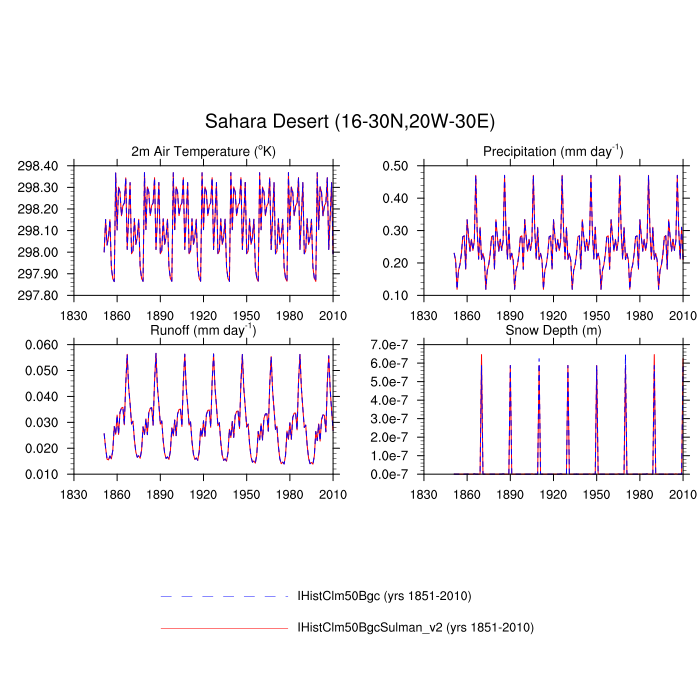 Sahara Desert (16-30N,20W-30E)
2m Air Temperature (°K)
298.40
298.30
298.20
298.10
298.00
297.90
297.80
1830 1860 1890 1920 1950 1980 2010
Precipitation (mm day⁻¹)
0.50
0.40
0.30
0.20
0.10
1830 1860 1890 1920 1950 1980 2010
Runoff (mm day⁻¹)
0.060
0.050
0.040
0.030
0.020
0.010
1830 1860 1890 1920 1950 1980 2010
Snow Depth (m)
7.0e-7
6.0e-7
5.0e-7
4.0e-7
3.0e-7
2.0e-7
1.0e-7
0.0e-7
1830 1860 1890 1920 1950 1980 2010
IHistClm50Bgc (yrs 1851-2010)
IHistClm50BgcSulman_v2 (yrs 1851-2010)